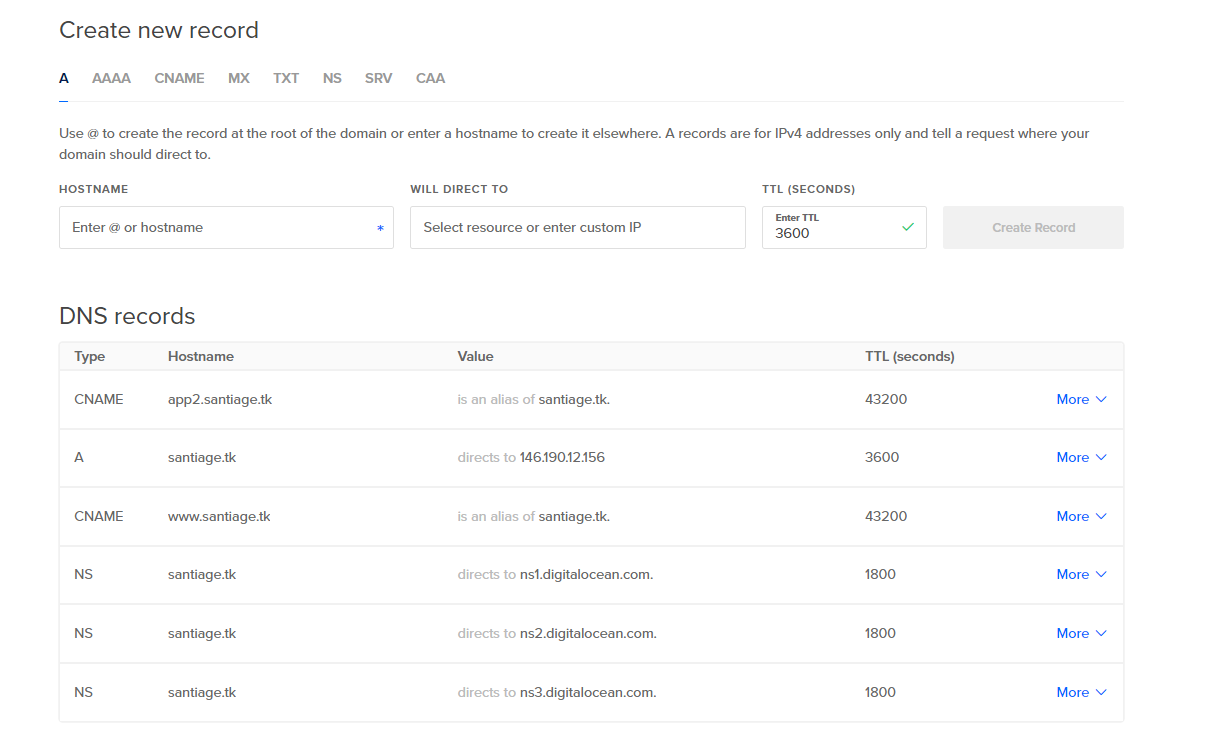 Create new record
A AAAA CNAME MX TXT NS SRV CAA
Use @ to create the record at the root of the domain or enter a hostname to create it elsewhere. A records are for IPv4 addresses only and tell a request where your
domain should direct to.
HOSTNAME WILL DIRECT TO TTL (SECONDS)
Enter @ or hostname * Select resource or enter custom IP Enter TTL 3600 Create Record
DNS records
Type Hostname Value TTL (seconds)
CNAME app2.santiage.tk is an alias of santiage.tk. 43200 More
A santiage.tk directs to 146.190.12.156 3600 More
CNAME www.santiage.tk is an alias of santiage.tk. 43200 More
NS santiage.tk directs to ns1.digitalocean.com. 1800 More
NS santiage.tk directs to ns2.digitalocean.com. 1800 More
NS santiage.tk directs to ns3.digitalocean.com. 1800 More